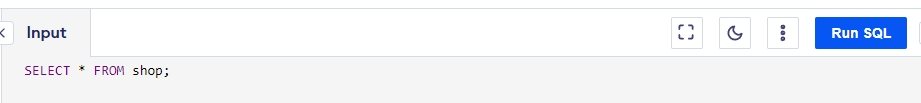 Input
Run SQL
SELECT * FROM shop;